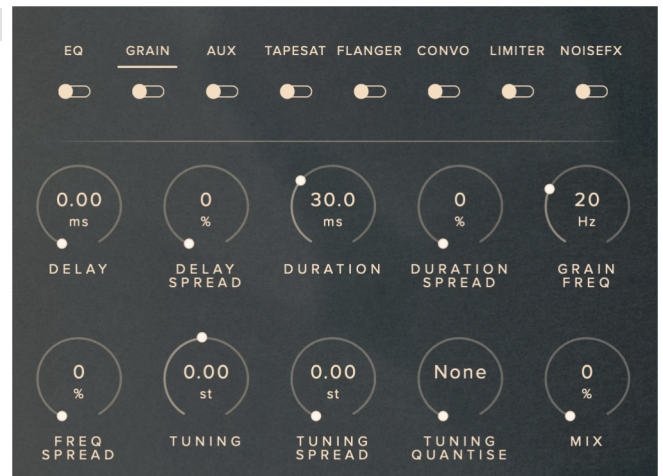 EQ GRAIN AUX TAPESAT FLANGER CONVO LIMITER NOISEFX
0.00 0 30.0 0 20
ms % ms % Hz
DELAY DELAY DURATION DURATION GRAIN
SPREAD SPREAD FREQ
0 0.00 0.00 None 0
% st st %
FREQ TUNING TUNING TUNING MIX
SPREAD SPREAD QUANTISE